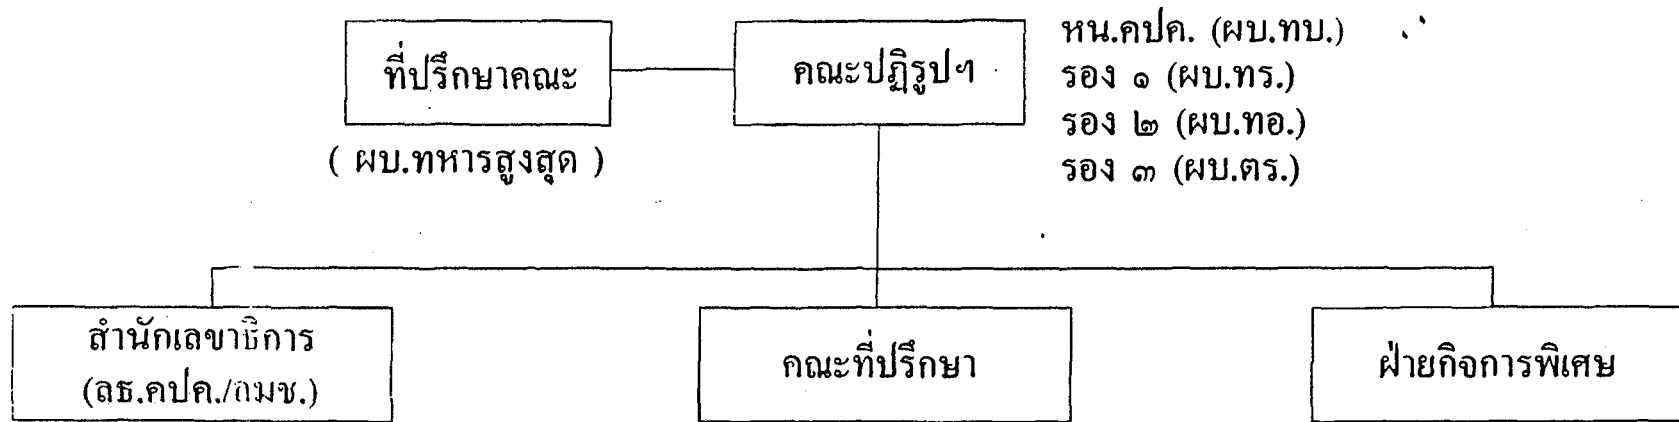 ที่ปรึกษาคณะ
( ผบ.ทหารสูงสุด )
คณะปฏิรูปฯ
หน.คปค. (ผบ.ทบ.)
รอง ๑ (ผบ.ทร.)
รอง ๒ (ผบ.ทอ.)
รอง ๓ (ผบ.ตร.)
สำนักเลขาธิการ
(ลธ.คปค./ลมช.)
คณะที่ปรึกษา
ฝ่ายกิจการพิเศษ